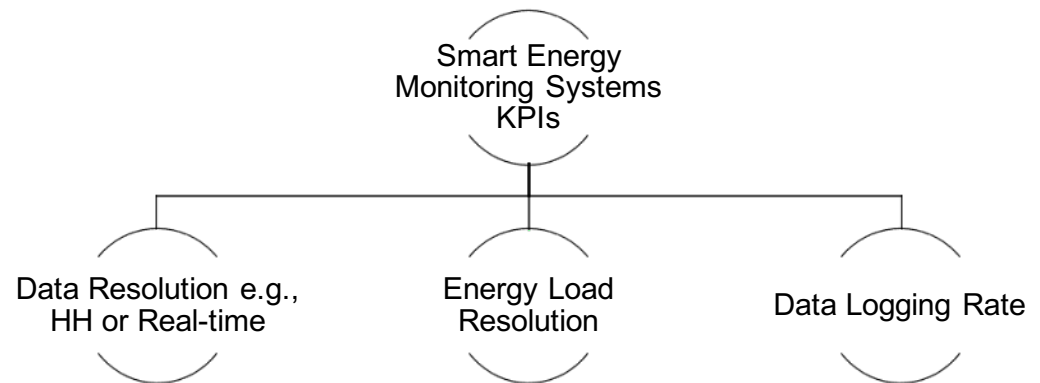 Smart Energy
Monitoring Systems
KPIs
Data Resolution e.g.,
HH or Real-time
Energy Load
Resolution
Data Logging Rate